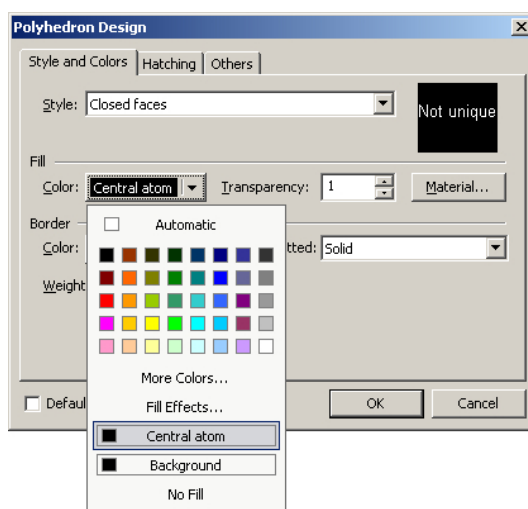 Polyhedron Design
Style and Colors Hatching Others
Style: Closed faces
Not unique
Fill
Color: Central atom Transparency: 1 Material...
Border
Color: tted: Solid
Automatic
Weight
More Colors...
Fill Effects...
Defaul OK Cancel
Central atom
Background
No Fill